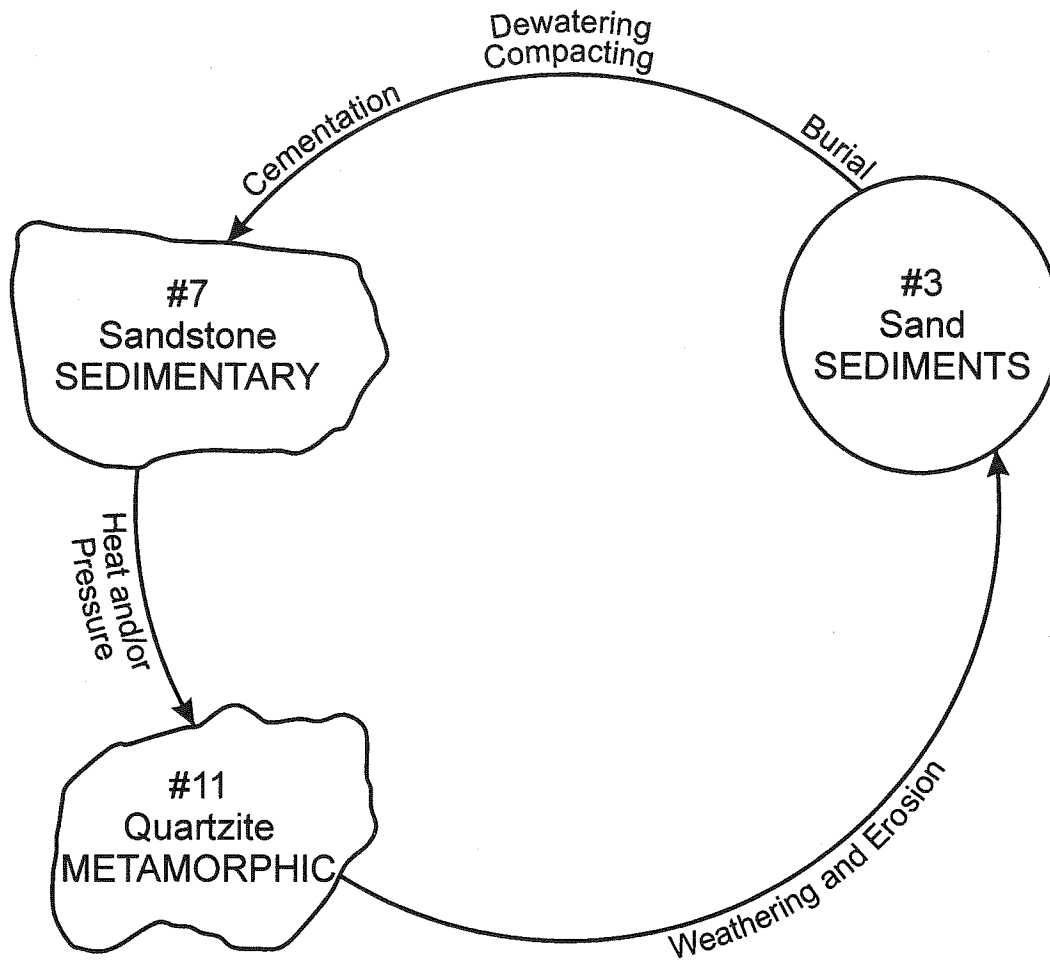 Dewatering
Compacting
Cementation
Burial
#7
Sandstone
SEDIMENTARY
#3
Sand
SEDIMENTS
Heat and/or
Pressure
#11
Quartzite
METAMORPHIC
Weathering and Erosion